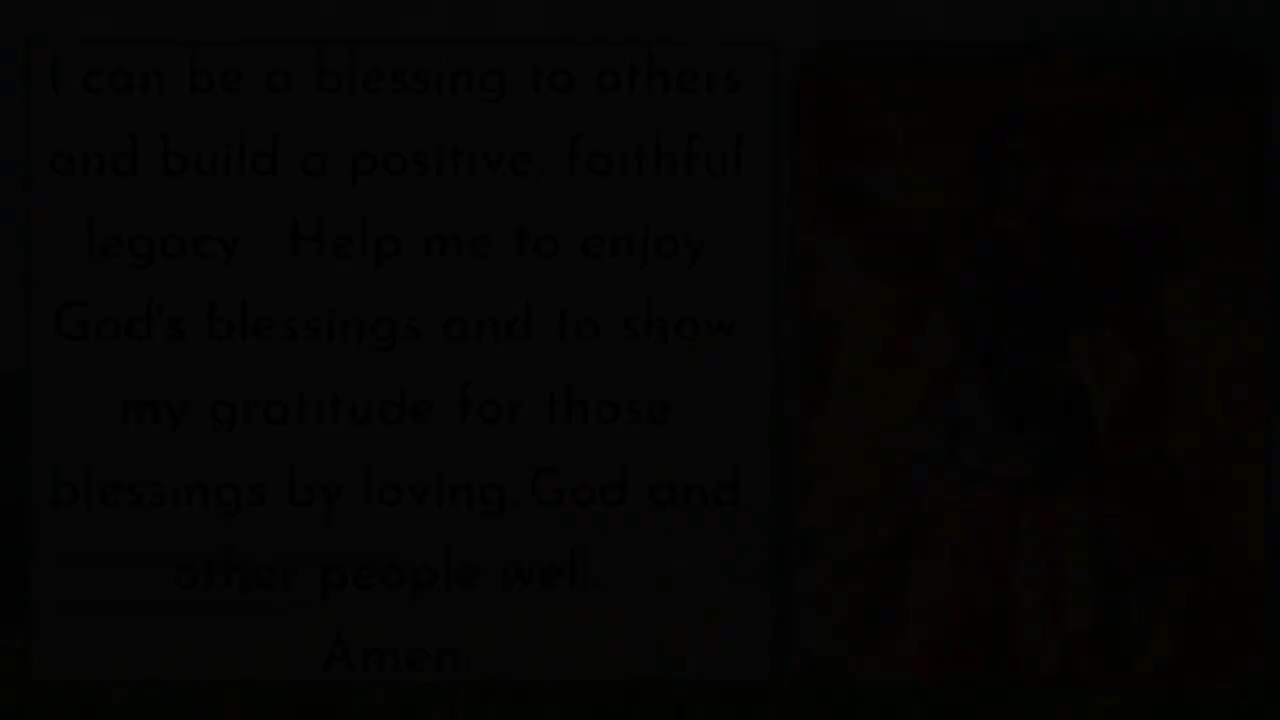 I can be a blessing to others
and build a positive, faithful
legacy. Help me to enjoy
God's blessings and to show
my gratitude for those
blessings by loving God and
other people well.
Amen.